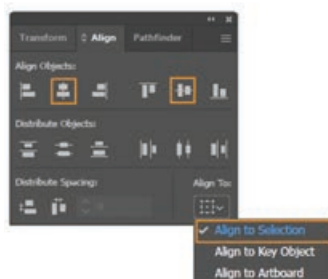 Transform
Align
Pathfinder
Align Objects:
Distribute Objects:
Distribute Spacing:
Align To:
Align to Selection
Align to Key Object
Align to Artboard